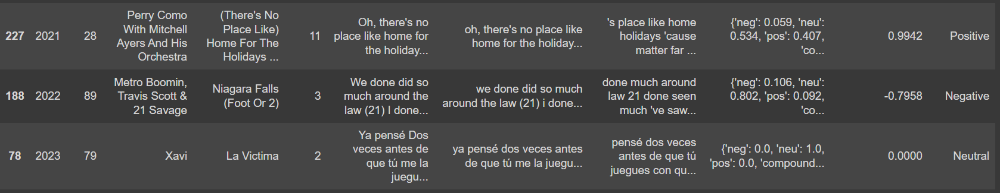 227 2021 28 Perry Como With Mitchell Ayers And His Orchestra (There's No Place Like) Home For The Holidays ... 11 Oh, there's no place like home for the holiday... oh, there's no place like home for the holiday... 's place like home holidays 'cause matter far ... {'neg': 0.059, 'neu': 0.534, 'pos': 0.407, 'co... 0.9942 Positive
188 2022 89 Metro Boomin, Travis Scott & 21 Savage Niagara Falls (Foot Or 2) 3 We done did so much around the law (21) I done... we done did so much around the law (21) i done... done much around law 21 done seen much 've saw... {'neg': 0.106, 'neu': 0.802, 'pos': 0.092, 'co... -0.7958 Negative
78 2023 79 Xavi La Victima 2 Ya pensé Dos veces antes de que tú me la juegu... ya pensé dos veces antes de que tú me la juegu... pensé dos veces antes de que tú juegues con qu... {'neg': 0.0, 'neu': 1.0, 'pos': 0.0, 'compound... 0.0000 Neutral